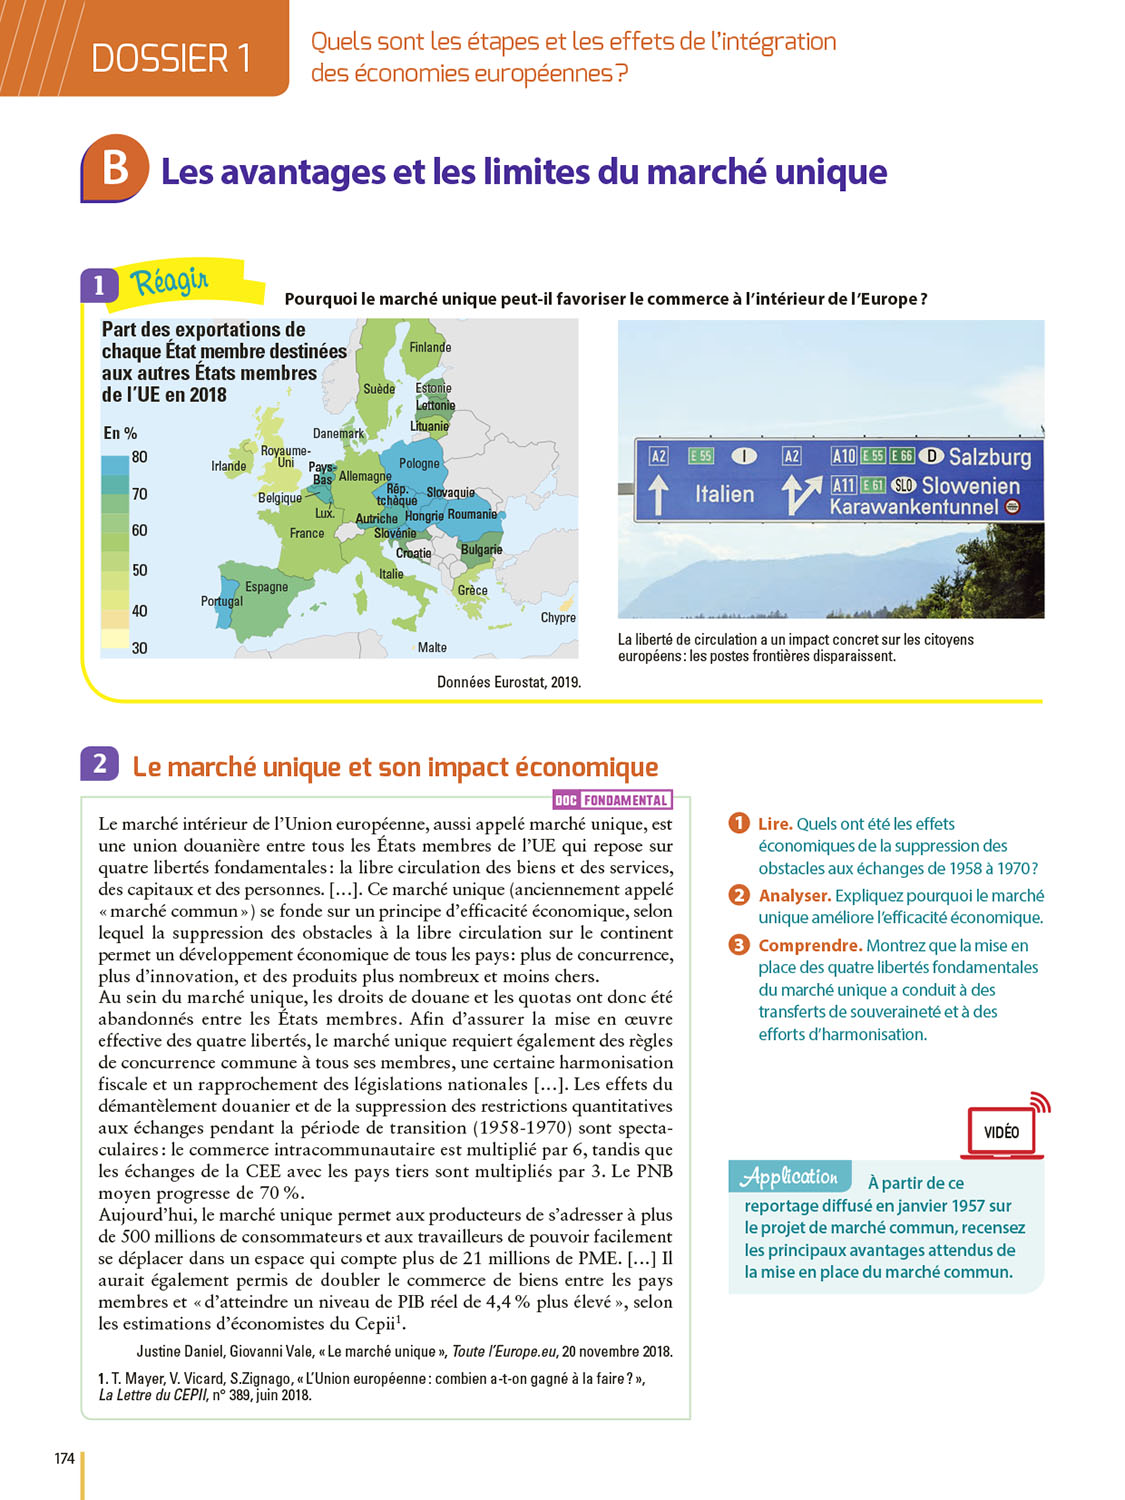 DOSSIER 1
Quels sont les étapes et les effets de l'intégration
des économies européennes ?
B
Les avantages et les limites du marché unique
1
Réagir
Pourquoi le marché unique peut-il favoriser le commerce à l'intérieur de l'Europe ?
Part des exportations de
chaque État membre destinées
aux autres États membres
de l'UE en 2018
En %
80
70
60
50
40
30
Finlande
Suède
Estonie
Lettonie
Lituanie
Danemark
Royaume-
Uni
Irlande
Pays-
Bas
Allemagne
Pologne
Belgique
Rép.
tchèque
Slovaquie
Lux.
Autriche
Hongrie
Roumanie
France
Slovénie
Croatie
Bulgarie
Italie
Espagne
Grèce
Portugal
Chypre
Malte
Données Eurostat, 2019.
A2 E 55 I A2 A10 E 55 E 66 D Salzburg
Italien A11 E 61 SLO Slowenien
Karawankentunnel
La liberté de circulation a un impact concret sur les citoyens
européens : les postes frontières disparaissent.
2
Le marché unique et son impact économique
DOC FONDAMENTAL
Le marché intérieur de l'Union européenne, aussi appelé marché unique, est
une union douanière entre tous les États membres de l'UE qui repose sur
quatre libertés fondamentales : la libre circulation des biens et des services,
des capitaux et des personnes. […]. Ce marché unique (anciennement appelé
« marché commun ») se fonde sur un principe d'efficacité économique, selon
lequel la suppression des obstacles à la libre circulation sur le continent
permet un développement économique de tous les pays : plus de concurrence,
plus d'innovation, et des produits plus nombreux et moins chers.
Au sein du marché unique, les droits de douane et les quotas ont donc été
abandonnés entre les États membres. Afin d'assurer la mise en œuvre
effective des quatre libertés, le marché unique requiert également des règles
de concurrence commune à tous ses membres, une certaine harmonisation
fiscale et un rapprochement des législations nationales […]. Les effets du
démantèlement douanier et de la suppression des restrictions quantitatives
aux échanges pendant la période de transition (1958-1970) sont specta-
culaires : le commerce intracommunautaire est multiplié par 6, tandis que
les échanges de la CEE avec les pays tiers sont multipliés par 3. Le PNB
moyen progresse de 70 %.
Aujourd'hui, le marché unique permet aux producteurs de s'adresser à plus
de 500 millions de consommateurs et aux travailleurs de pouvoir facilement
se déplacer dans un espace qui compte plus de 21 millions de PME. […] Il
aurait également permis de doubler le commerce de biens entre les pays
membres et « d'atteindre un niveau de PIB réel de 4,4 % plus élevé », selon
les estimations d'économistes du Cepii1.
Justine Daniel, Giovanni Vale, « Le marché unique », Toute l'Europe.eu, 20 novembre 2018.
1. T. Mayer, V. Vicard, S.Zignago, « L'Union européenne : combien a-t-on gagné à la faire ? »,
La Lettre du CEPII, n° 389, juin 2018.
1 Lire. Quels ont été les effets
économiques de la suppression des
obstacles aux échanges de 1958 à 1970 ?
2 Analyser. Expliquez pourquoi le marché
unique améliore l'efficacité économique.
3 Comprendre. Montrez que la mise en
place des quatre libertés fondamentales
du marché unique a conduit à des
transferts de souveraineté et à des
efforts d'harmonisation.
VIDÉO
Application
À partir de ce
reportage diffusé en janvier 1957 sur
le projet de marché commun, recensez
les principaux avantages attendus de
la mise en place du marché commun.
174